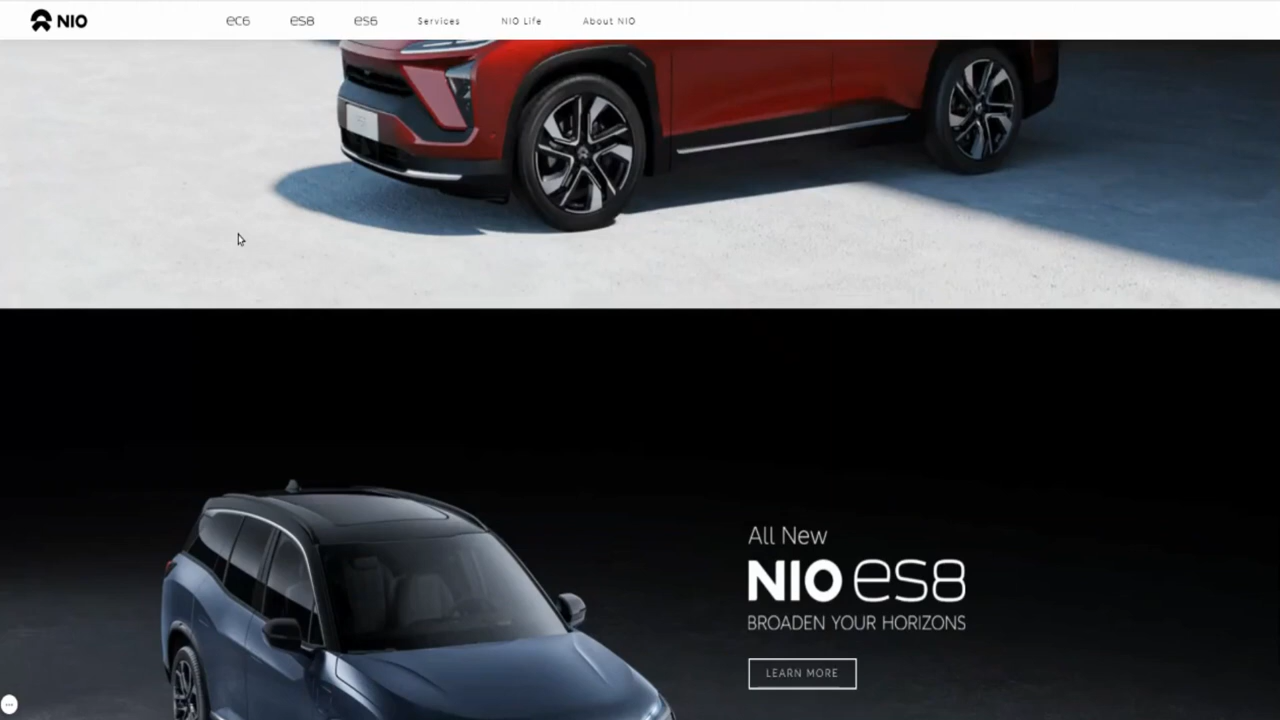 NIO
ec6
es8
es6
Services
NIO Life
About NIO
All New
NIO es8
BROADEN YOUR HORIZONS
LEARN MORE